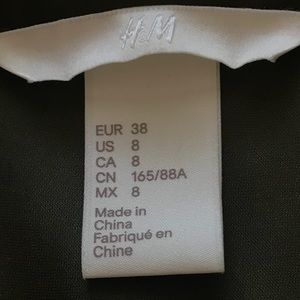 H&M
EUR 38
US 8
CA 8
CN 165/88A
MX 8
Made in
China
Fabriqué en
Chine